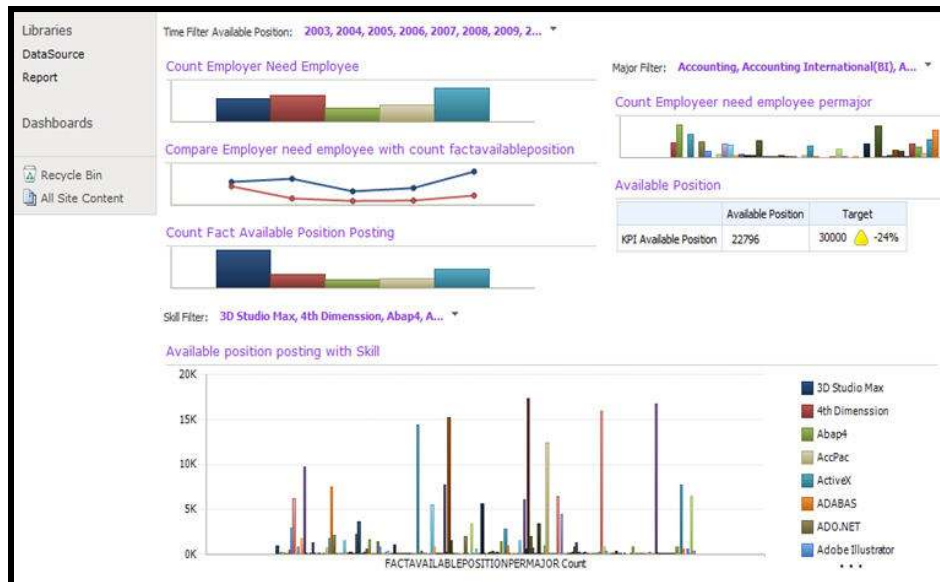 Libraries
DataSource
Report
Dashboards
Recycle Bin
All Site Content
Time Filter Available Position: 2003, 2004, 2005, 2006, 2007, 2008, 2009, 2...
Count Employer Need Employee
Compare Employer need employee with count factavailableposition
Count Fact Available Position Posting
Major Filter: Accounting, Accounting International(BI), A...
Count Employeer need employee permajor
Available Position
Available Position Target
KPI Available Position 22796 30000 -24%
Skill Filter: 3D Studio Max, 4th Dimenssion, Abap4, A...
Available position posting with Skill
20K
15K
10K
5K
0K
FACTAVAILABLEPOSITIONPERMAJOR Count
3D Studio Max
4th Dimenssion
Abap4
AccPac
ActiveX
ADABAS
ADO.NET
Adobe Illustrator
...